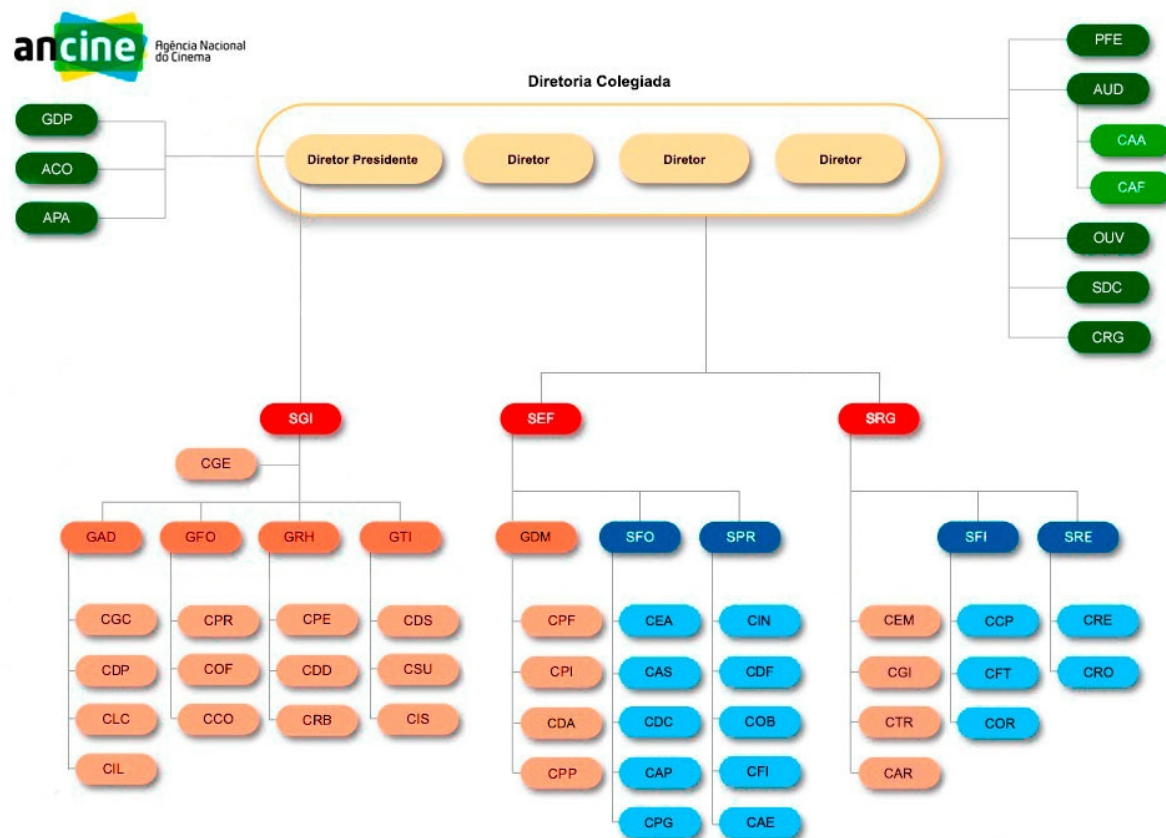 ancine Agência Nacional
do Cinema
Diretoria Colegiada
Diretor Presidente Diretor Diretor Diretor
GDP
ACO
APA
PFE
AUD
CAA
CAF
OUV
SDC
CRG
SGI SEF SRG
CGE
GAD GFO GRH GTI GDM SFO SPR SFI SRE
CGC CPR CPE CDS CPF CEA CIN CEM CCP CRE
CDP COF CDD CSU CPI CAS CDF CGI CFT CRO
CLC CCO CRB CIS CDA CDC COB CTR COR
CIL CPP CAP CFI CAR
CPG CAE